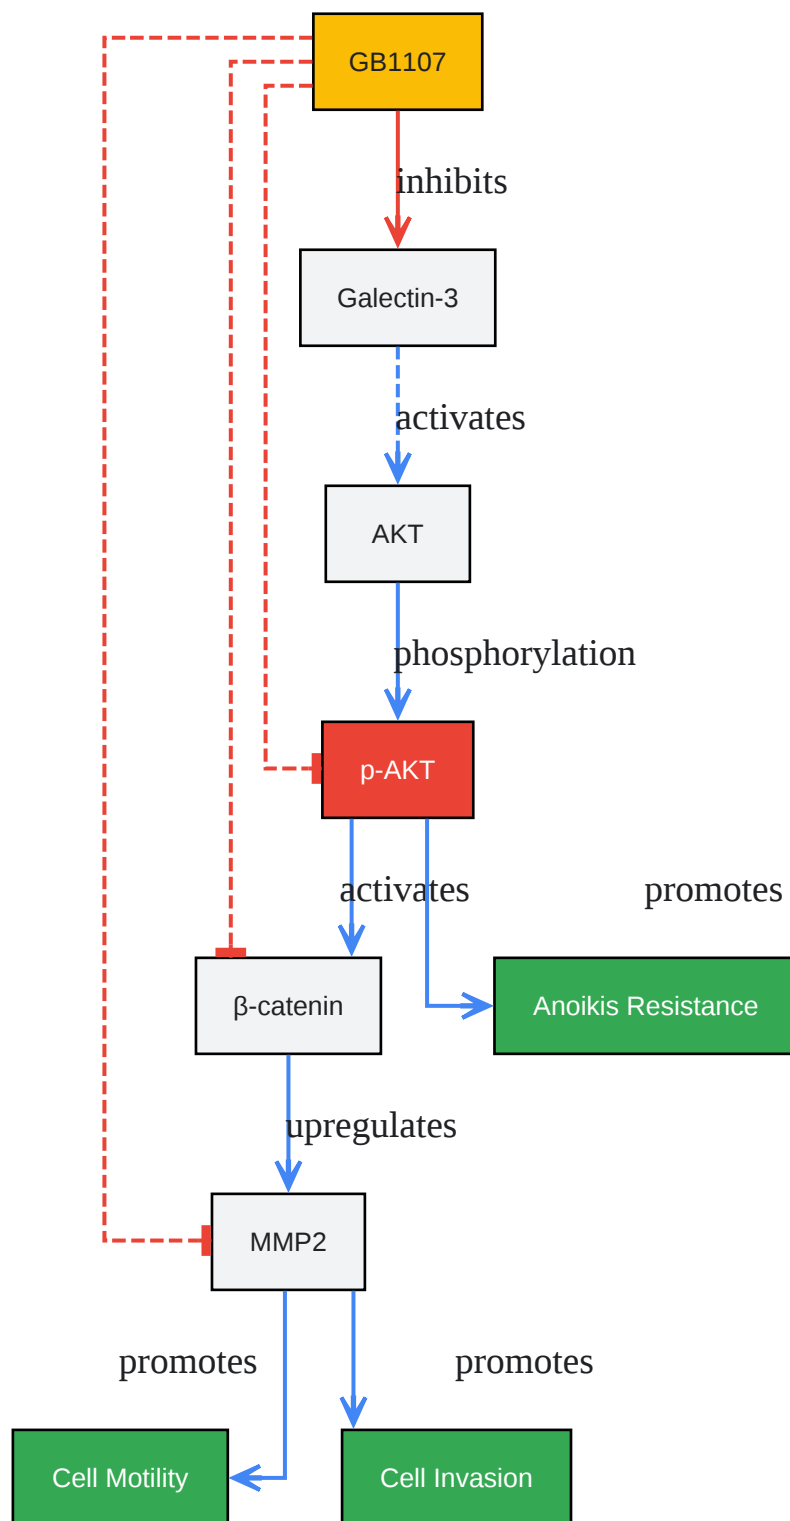 GB1107
inhibits
Galectin-3
activates
AKT
phosphorylation
p-AKT
activates
promotes
β-catenin
Anoikis Resistance
upregulates
MMP2
promotes
promotes
Cell Motility
Cell Invasion